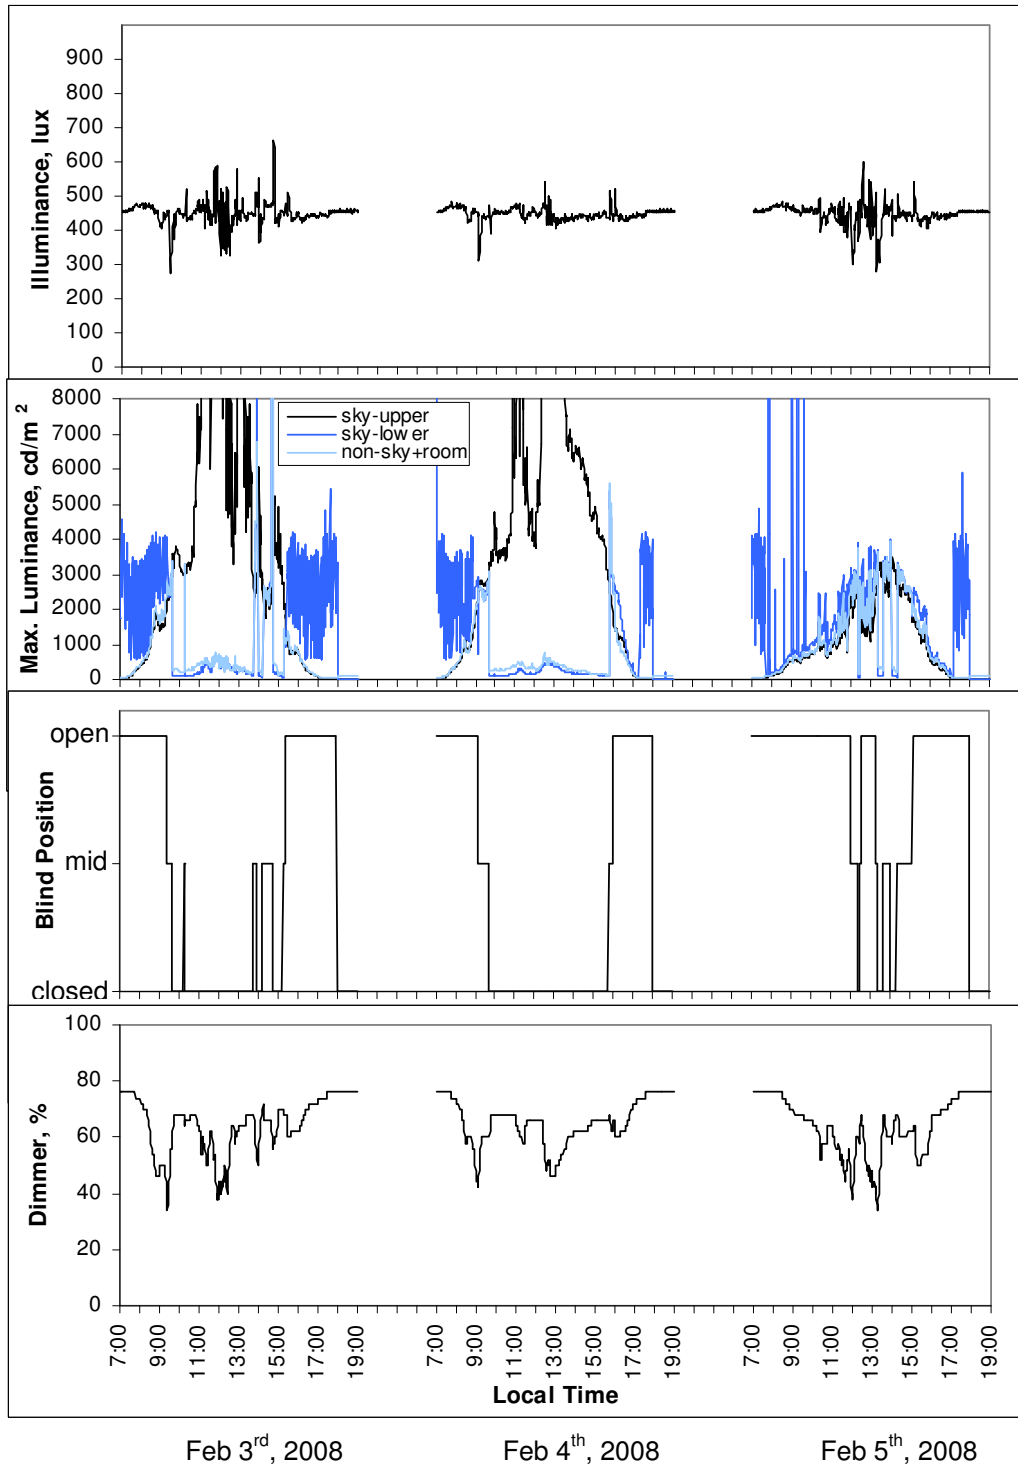 Illuminance, lux
900
800
700
600
500
400
300
200
100
0
Max. Luminance, cd/m ²
8000
7000
6000
5000
4000
3000
2000
1000
0
sky-upper
sky-lower
non-sky+room
Blind Position
open
mid
closed
Dimmer, %
100
80
60
40
20
0
7:00 9:00 11:00 13:00 15:00 17:00 19:00 7:00 9:00 11:00 13:00 15:00 17:00 19:00 7:00 9:00 11:00 13:00 15:00 17:00 19:00
Local Time
Feb 3rd, 2008 Feb 4th, 2008 Feb 5th, 2008